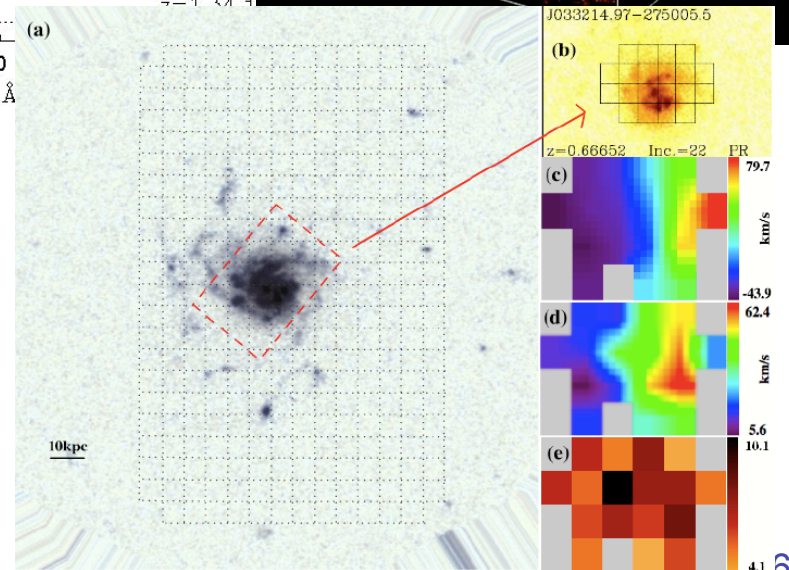 (a)
10kpc
0
Å
J033214.97-275005.5
(b)
z=0.66652 Inc.=22 PR
(c)
79.7
km/s
-43.9
(d)
62.4
km/s
5.6
(e)
10.1
4.1